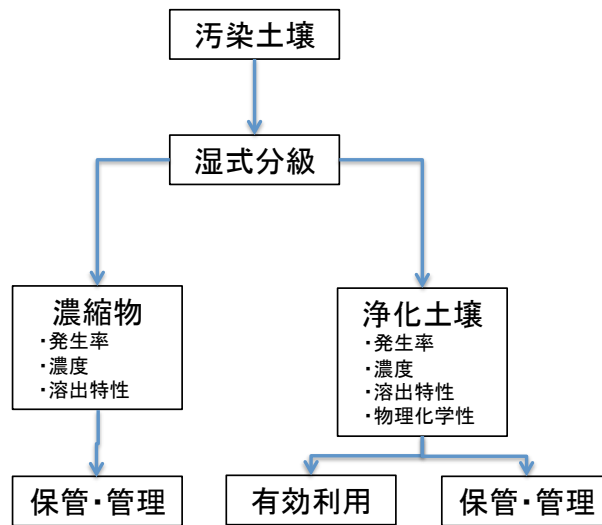 汚染土壌
湿式分級
濃縮物
・発生率
・濃度
・溶出特性
浄化土壌
・発生率
・濃度
・溶出特性
・物理化学性
保管・管理
有効利用
保管・管理